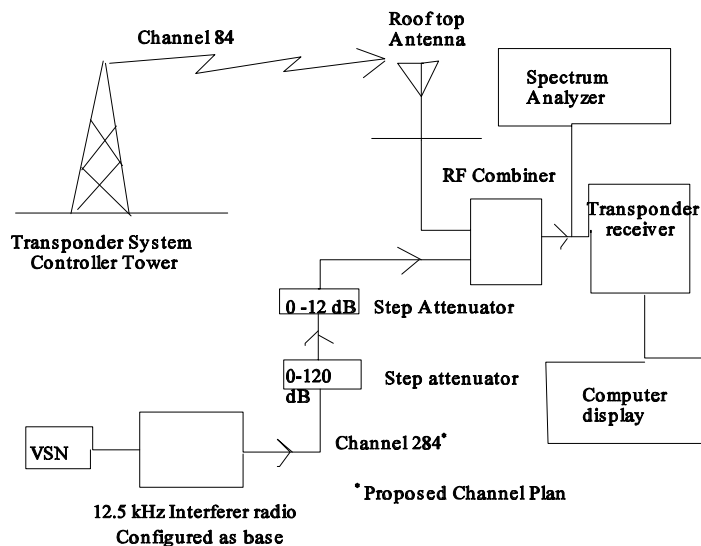 Channel 84
Roof top
Antenna
Spectrum
Analyzer
RF Combiner
Transponder
receiver
Transponder System
Controller Tower
0 -12 dB
Step Attenuator
0-120
dB
Step attenuator
Computer
display
VSN
Channel 284*
* Proposed Channel Plan
12.5 kHz Interferer radio
Configured as base